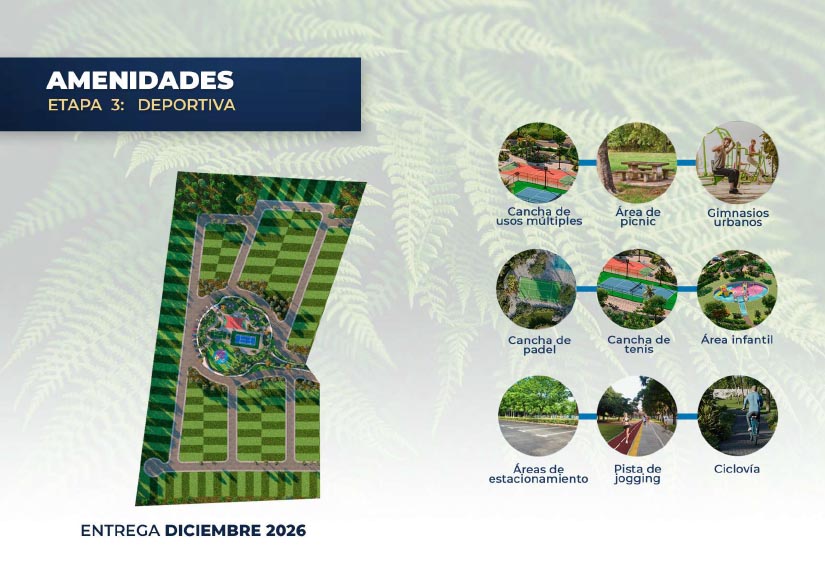 AMENIDADES
ETAPA 3: DEPORTIVA
Cancha de
usos múltiples
Área de
picnic
Gimnasios
urbanos
Cancha de
padel
Cancha de
tenis
Área infantil
Áreas de
estacionamiento
Pista de
jogging
Ciclovía
ENTREGA DICIEMBRE 2026